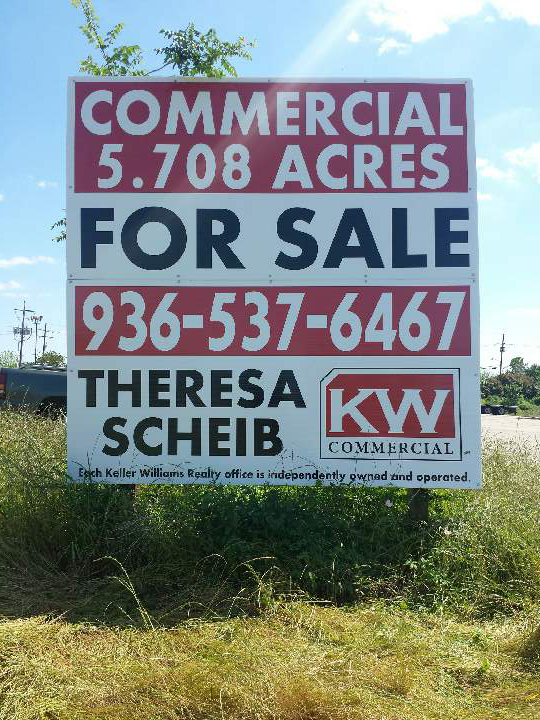 COMMERCIAL
5.708 ACRES
FOR SALE
936-537-6467
THERESA
SCHEIB
KW
COMMERCIAL
Each Keller Williams Realty office is independently owned and operated.